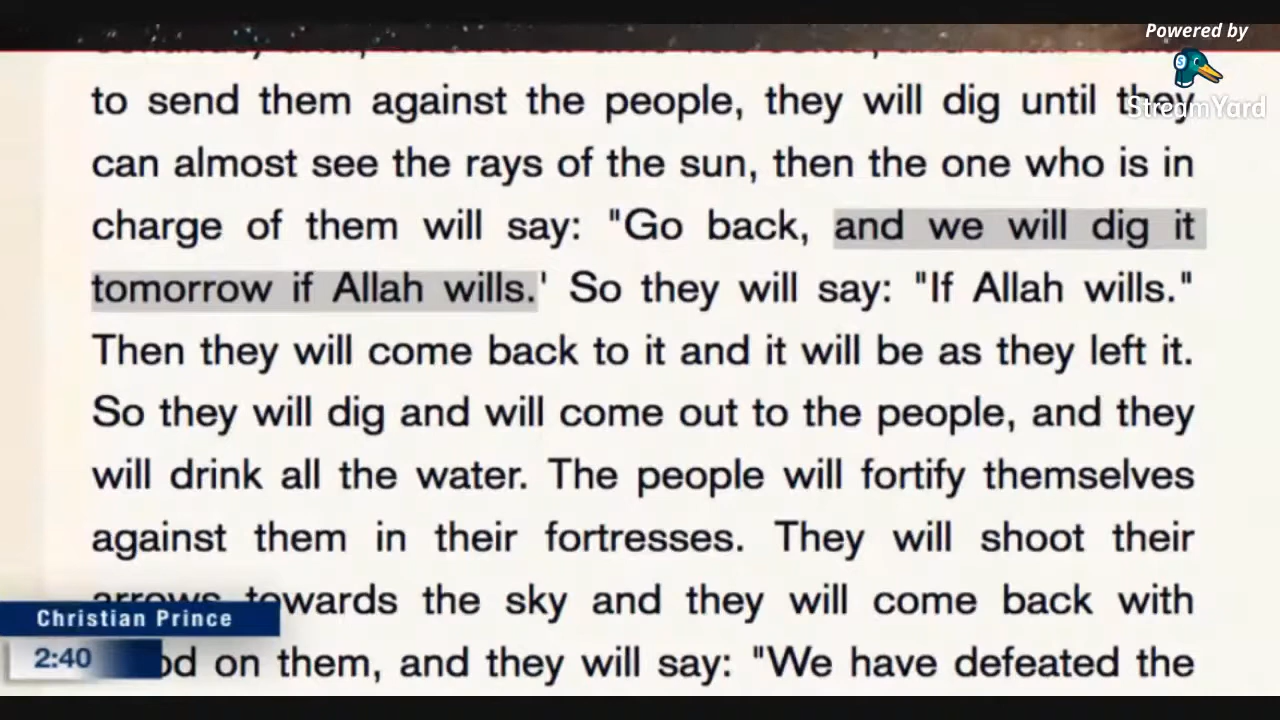 Powered by
StreamYard
to send them against the people, they will dig until they
can almost see the rays of the sun, then the one who is in
charge of them will say: "Go back, and we will dig it
tomorrow if Allah wills.' So they will say: "If Allah wills."
Then they will come back to it and it will be as they left it.
So they will dig and will come out to the people, and they
will drink all the water. The people will fortify themselves
against them in their fortresses. They will shoot their
arrows towards the sky and they will come back with
on them, and they will say: "We have defeated the
Christian Prince
2:40